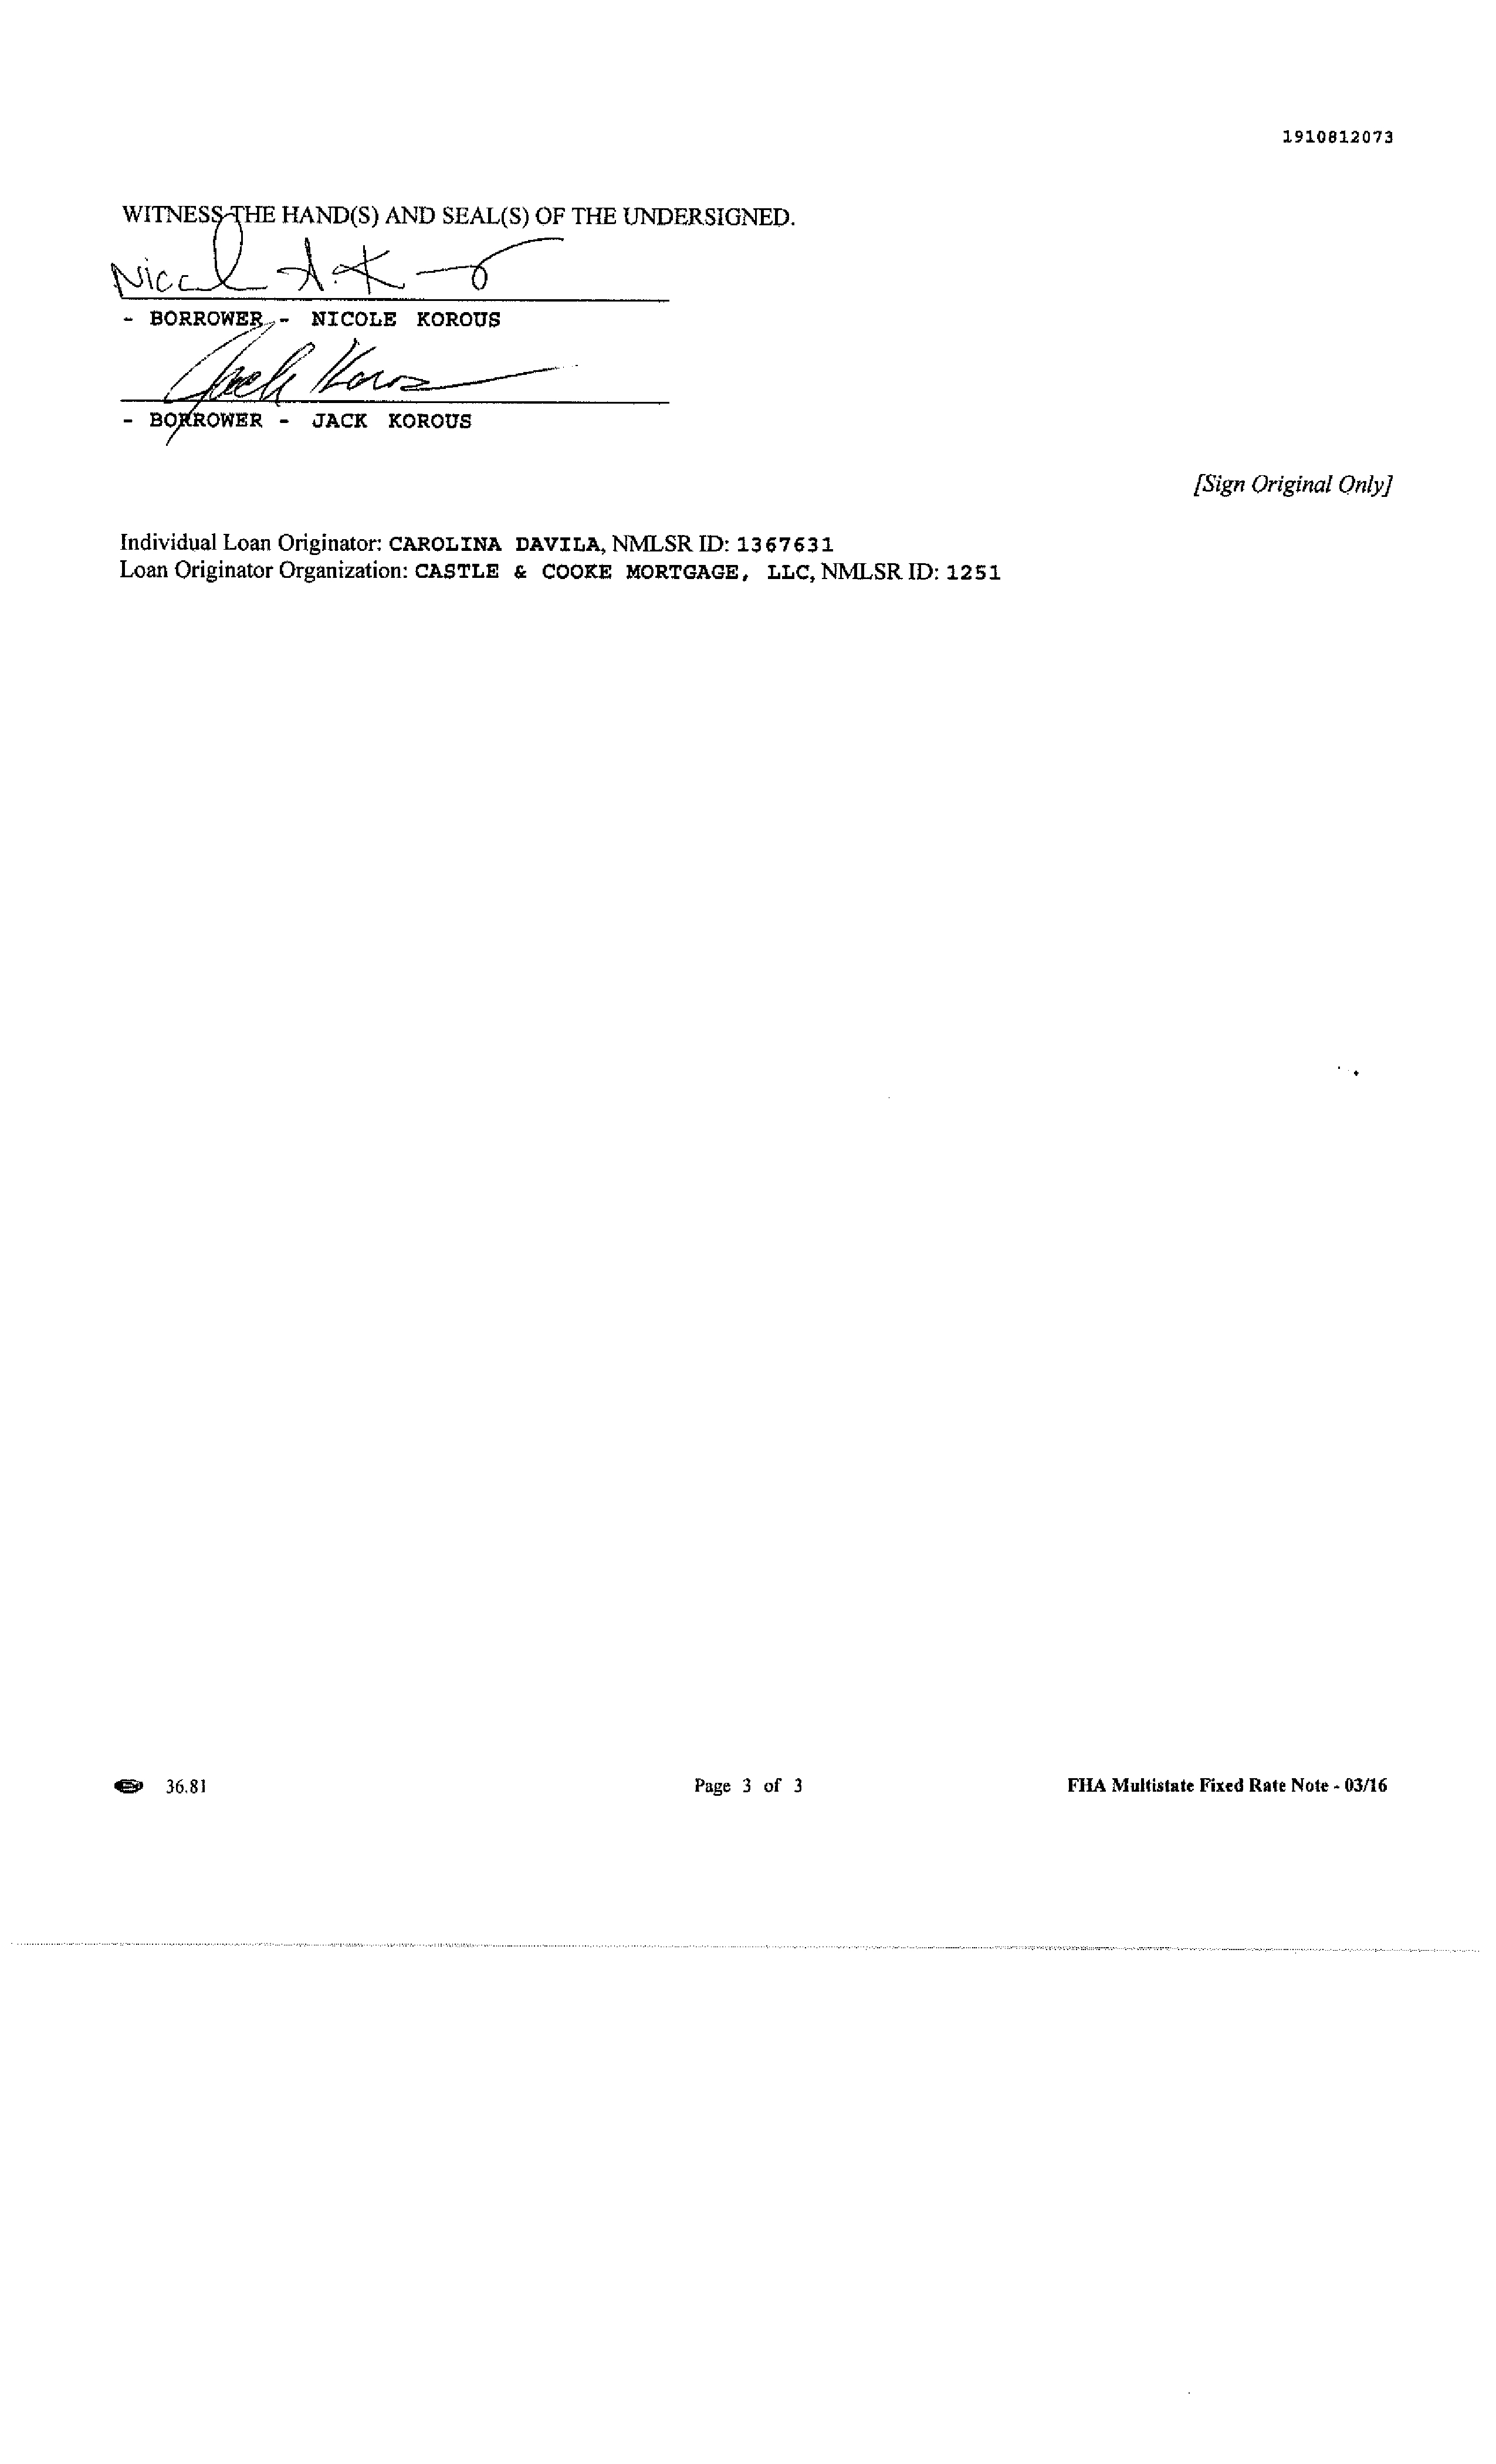 1910812073
WITNESS THE HAND(S) AND SEAL(S) OF THE UNDERSIGNED.
- BORROWER - NICOLE KOROUS
Jack Korous
- BORROWER - JACK KOROUS
[Sign Original Only]
Individual Loan Originator: CAROLINA DAVILA, NMLSR ID: 1367631
Loan Originator Organization: CASTLE & COOKE MORTGAGE, LLC, NMLSR ID: 1251
36.81 Page 3 of 3 FHA Multistate Fixed Rate Note - 03/16